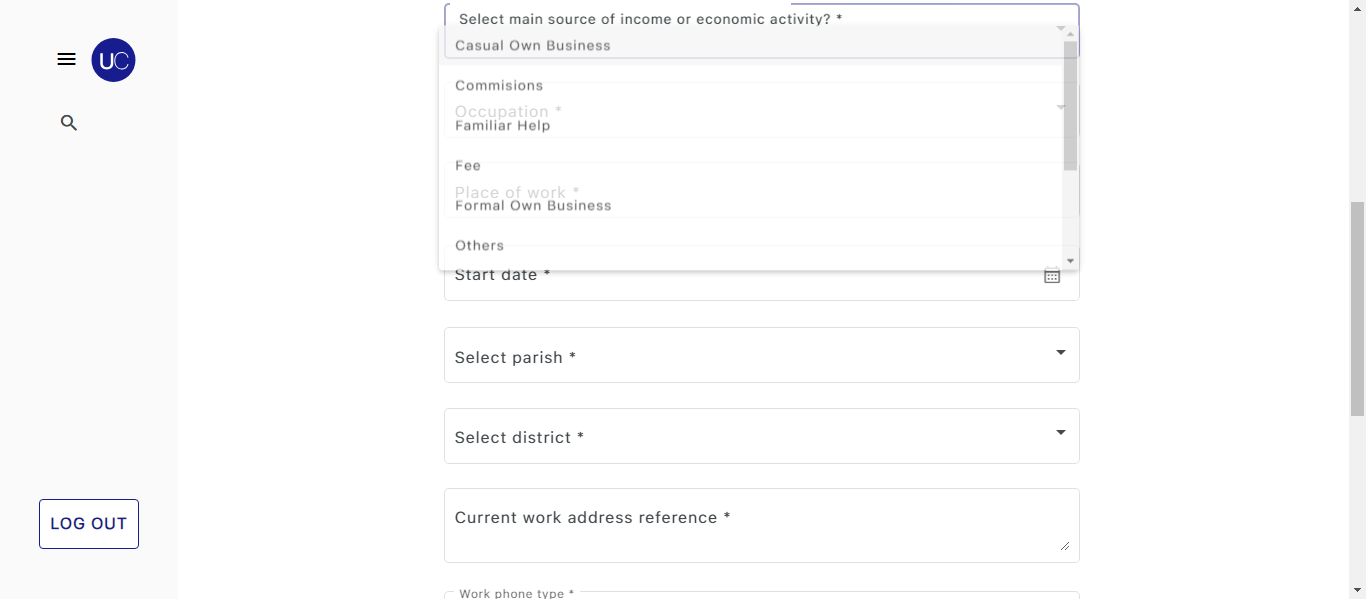 UC
LOG OUT
Select main source of income or economic activity? *
Casual Own Business
Commisions
Occupation *
Familiar Help
Fee
Place of work *
Formal Own Business
Others
Start date *
Select parish *
Select district *
Current work address reference *
Work phone type *